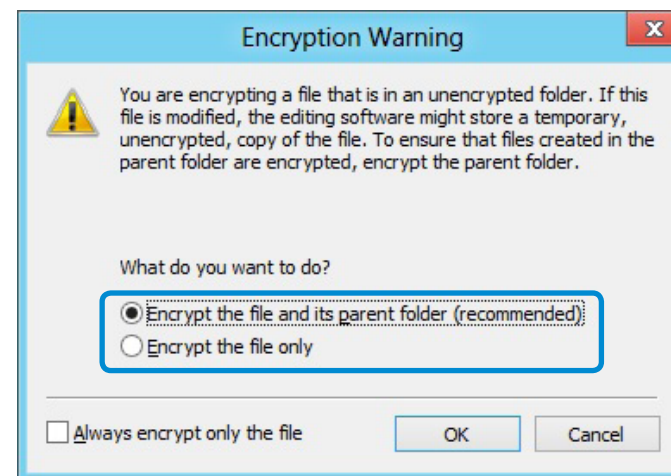 Encryption Warning
You are encrypting a file that is in an unencrypted folder. If this
file is modified, the editing software might store a temporary,
unencrypted, copy of the file. To ensure that files created in the
parent folder are encrypted, encrypt the parent folder.
What do you want to do?
Encrypt the file and its parent folder (recommended)
Encrypt the file only
Always encrypt only the file
OK
Cancel